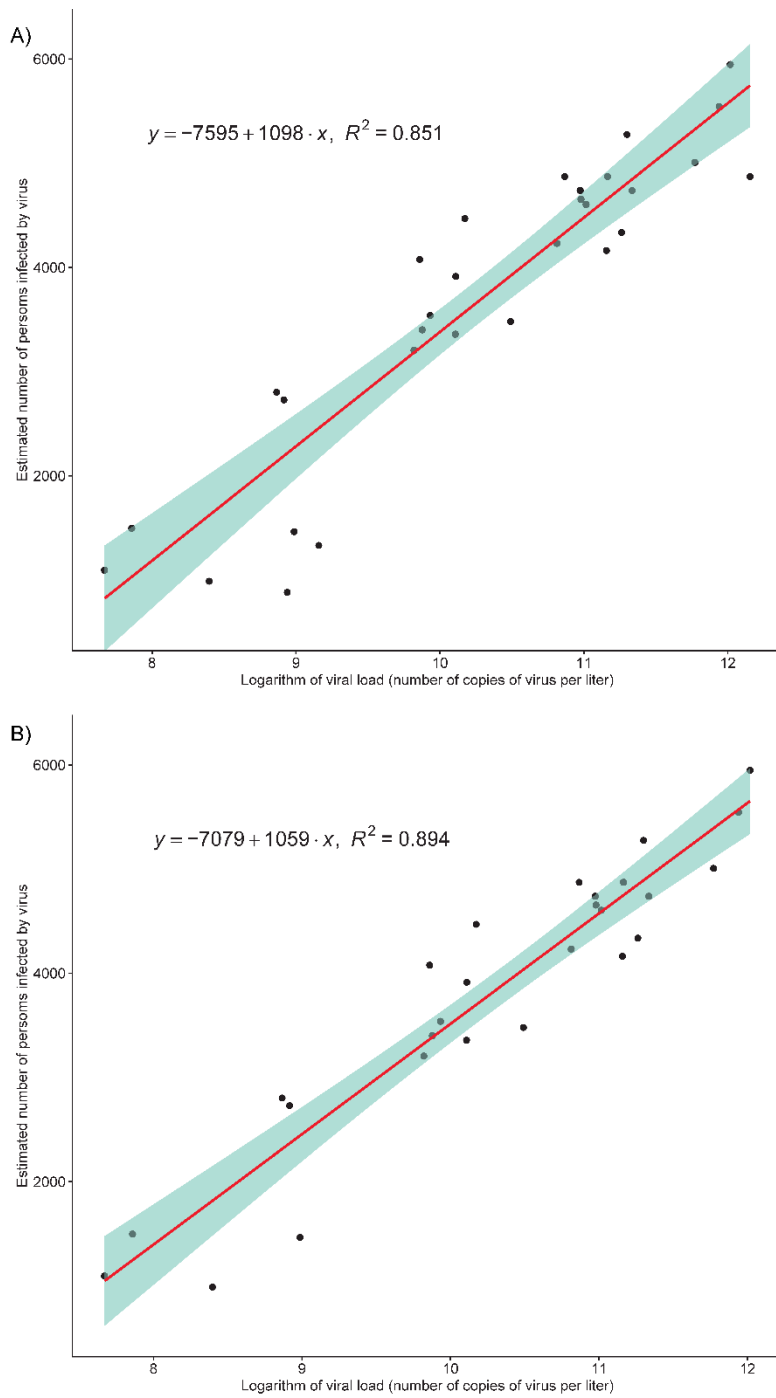 A)
6000
y = −7595 + 1098 · x, R² = 0.851
4000
2000
Estimated number of persoms infected by virus
8 9 10 11 12
Logarithm of viral load (number of copies of virus per liter)
B)
6000
y = −7079 + 1059 · x, R² = 0.894
4000
2000
Estimated number of persoms infected by virus
8 9 10 11 12
Logarithm of viral load (number of copies of virus per liter)